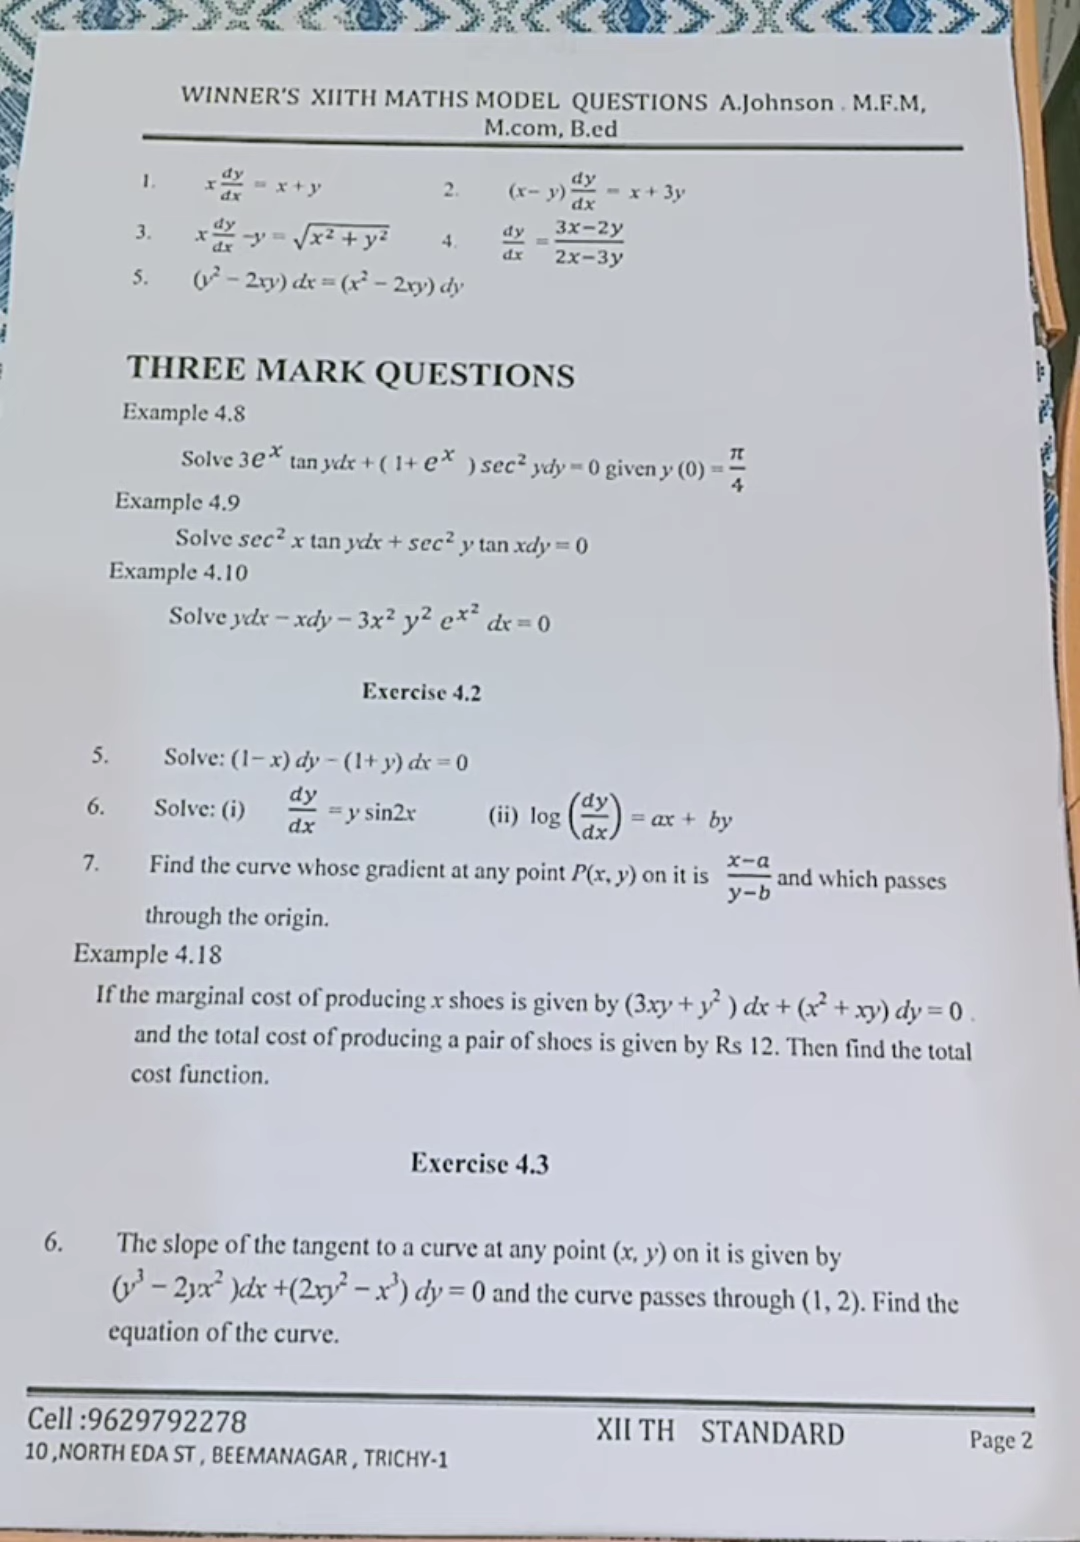 WINNER'S XIITH MATHS MODEL QUESTIONS A.Johnson . M.F.M,
M.com, B.ed
1. x dy/dx = x + y 2. (x− y) dy/dx = x + 3y
3. x dy/dx −y = √(x² + y²) 4. dy/dx = (3x−2y)/(2x−3y)
5. (y² − 2xy) dx = (x² − 2xy) dy
THREE MARK QUESTIONS
Example 4.8
Solve 3eˣ tan ydx + ( 1+ eˣ ) sec² ydy = 0 given y (0) = π/4
Example 4.9
Solve sec² x tan ydx + sec² y tan xdy = 0
Example 4.10
Solve ydx − xdy − 3x² y² e^x² dx = 0
Exercise 4.2
5. Solve: (1− x) dy − (1+ y) dx = 0
6. Solve: (i) dy/dx = y sin2x (ii) log (dy/dx) = ax + by
7. Find the curve whose gradient at any point P(x, y) on it is (x−a)/(y−b) and which passes
through the origin.
Example 4.18
If the marginal cost of producing x shoes is given by (3xy + y² ) dx + (x² + xy) dy = 0 .
and the total cost of producing a pair of shoes is given by Rs 12. Then find the total
cost function.
Exercise 4.3
6. The slope of the tangent to a curve at any point (x, y) on it is given by
(y³ − 2yx² )dx +(2xy² − x³) dy = 0 and the curve passes through (1, 2). Find the
equation of the curve.
Cell :9629792278 XII TH STANDARD Page 2
10 ,NORTH EDA ST , BEEMANAGAR , TRICHY-1